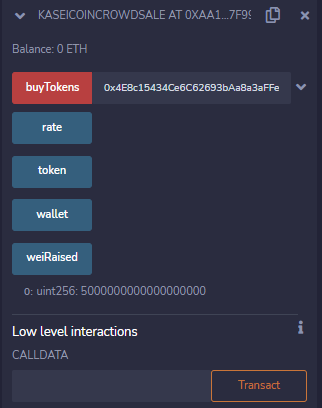 KASEICOINCROWDSALE AT 0XAA1...7F99
Balance: 0 ETH
buyTokens 0x4E8c15434Ce6C62693bAa8a3aFFe
rate
token
wallet
weiRaised
0: uint256: 5000000000000000000
Low level interactions
CALLDATA
Transact